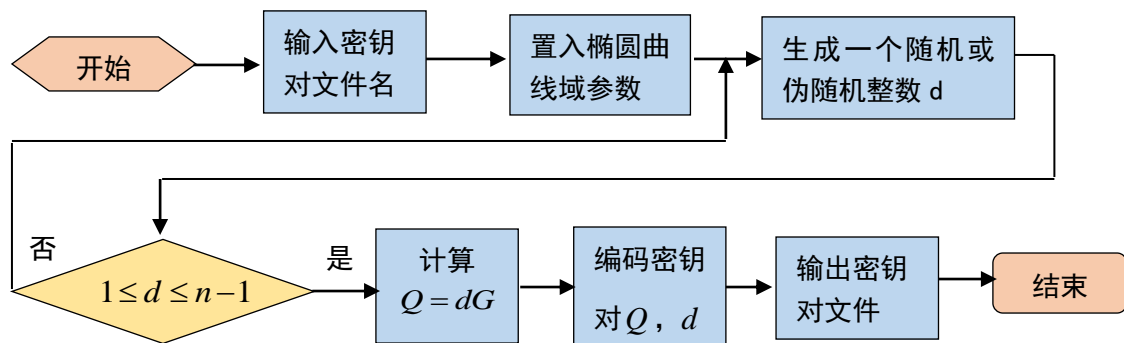 开始
输入密钥
对文件名
置入椭圆曲
线域参数
生成一个随机或
伪随机整数 d
否
1 ≤ d ≤ n − 1
是
计算
Q = dG
编码密钥
对Q，d
输出密钥
对文件
结束